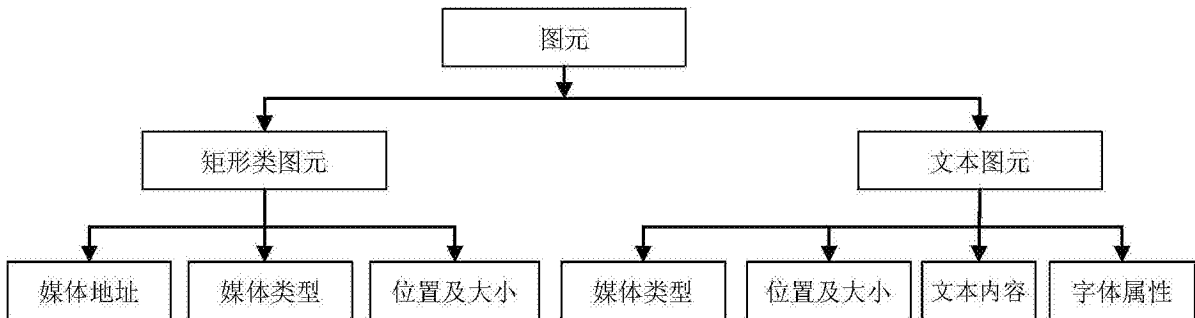 图元
矩形类图元
文本图元
媒体地址
媒体类型
位置及大小
媒体类型
位置及大小
文本内容
字体属性